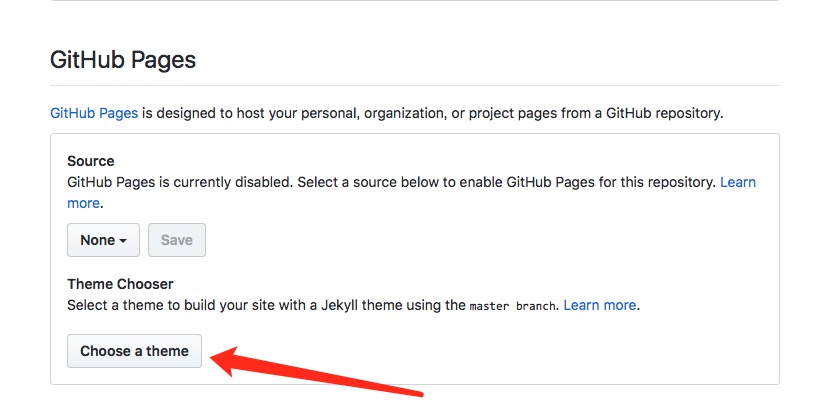 GitHub Pages
GitHub Pages is designed to host your personal, organization, or project pages from a GitHub repository.
Source
GitHub Pages is currently disabled. Select a source below to enable GitHub Pages for this repository. Learn
more.
None Save
Theme Chooser
Select a theme to build your site with a Jekyll theme using the master branch. Learn more.
Choose a theme